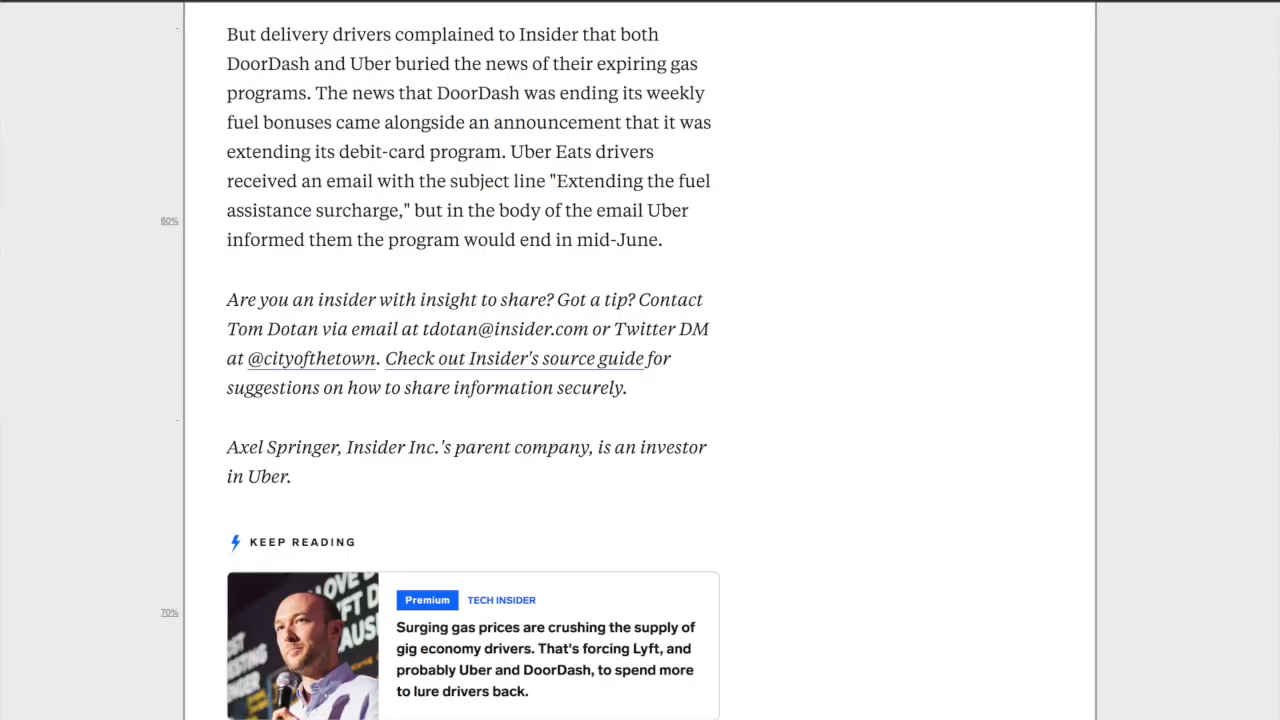 But delivery drivers complained to Insider that both
DoorDash and Uber buried the news of their expiring gas
programs. The news that DoorDash was ending its weekly
fuel bonuses came alongside an announcement that it was
extending its debit-card program. Uber Eats drivers
received an email with the subject line "Extending the fuel
60%
assistance surcharge," but in the body of the email Uber
informed them the program would end in mid-June.
Are you an insider with insight to share? Got a tip? Contact
Tom Dotan via email at tdotan@insider.com or Twitter DM
at @cityofthetown. Check out Insider's source guide for
suggestions on how to share information securely.
Axel Springer, Insider Inc.'s parent company, is an investor
in Uber.
KEEP READING
70%
Premium TECH INSIDER
Surging gas prices are crushing the supply of
gig economy drivers. That's forcing Lyft, and
probably Uber and DoorDash, to spend more
to lure drivers back.